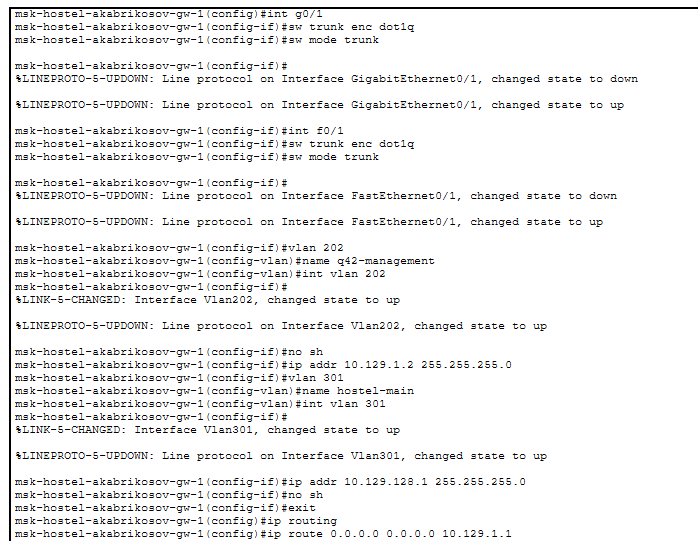 msk-hostel-akabrikosov-gw-1(config)#int g0/1
msk-hostel-akabrikosov-gw-1(config-if)#sw trunk enc dot1q
msk-hostel-akabrikosov-gw-1(config-if)#sw mode trunk
msk-hostel-akabrikosov-gw-1(config-if)#
%LINEPROTO-5-UPDOWN: Line protocol on Interface GigabitEthernet0/1, changed state to down
%LINEPROTO-5-UPDOWN: Line protocol on Interface GigabitEthernet0/1, changed state to up
msk-hostel-akabrikosov-gw-1(config-if)#int f0/1
msk-hostel-akabrikosov-gw-1(config-if)#sw trunk enc dot1q
msk-hostel-akabrikosov-gw-1(config-if)#sw mode trunk
msk-hostel-akabrikosov-gw-1(config-if)#
%LINEPROTO-5-UPDOWN: Line protocol on Interface FastEthernet0/1, changed state to down
%LINEPROTO-5-UPDOWN: Line protocol on Interface FastEthernet0/1, changed state to up
msk-hostel-akabrikosov-gw-1(config-if)#vlan 202
msk-hostel-akabrikosov-gw-1(config-vlan)#name q42-management
msk-hostel-akabrikosov-gw-1(config-vlan)#int vlan 202
msk-hostel-akabrikosov-gw-1(config-if)#
%LINK-5-CHANGED: Interface Vlan202, changed state to up
%LINEPROTO-5-UPDOWN: Line protocol on Interface Vlan202, changed state to up
msk-hostel-akabrikosov-gw-1(config-if)#no sh
msk-hostel-akabrikosov-gw-1(config-if)#ip addr 10.129.1.2 255.255.255.0
msk-hostel-akabrikosov-gw-1(config-if)#vlan 301
msk-hostel-akabrikosov-gw-1(config-vlan)#name hostel-main
msk-hostel-akabrikosov-gw-1(config-vlan)#int vlan 301
msk-hostel-akabrikosov-gw-1(config-if)#
%LINK-5-CHANGED: Interface Vlan301, changed state to up
%LINEPROTO-5-UPDOWN: Line protocol on Interface Vlan301, changed state to up
msk-hostel-akabrikosov-gw-1(config-if)#ip addr 10.129.128.1 255.255.255.0
msk-hostel-akabrikosov-gw-1(config-if)#no sh
msk-hostel-akabrikosov-gw-1(config-if)#exit
msk-hostel-akabrikosov-gw-1(config)#ip routing
msk-hostel-akabrikosov-gw-1(config)#ip route 0.0.0.0 0.0.0.0 10.129.1.1